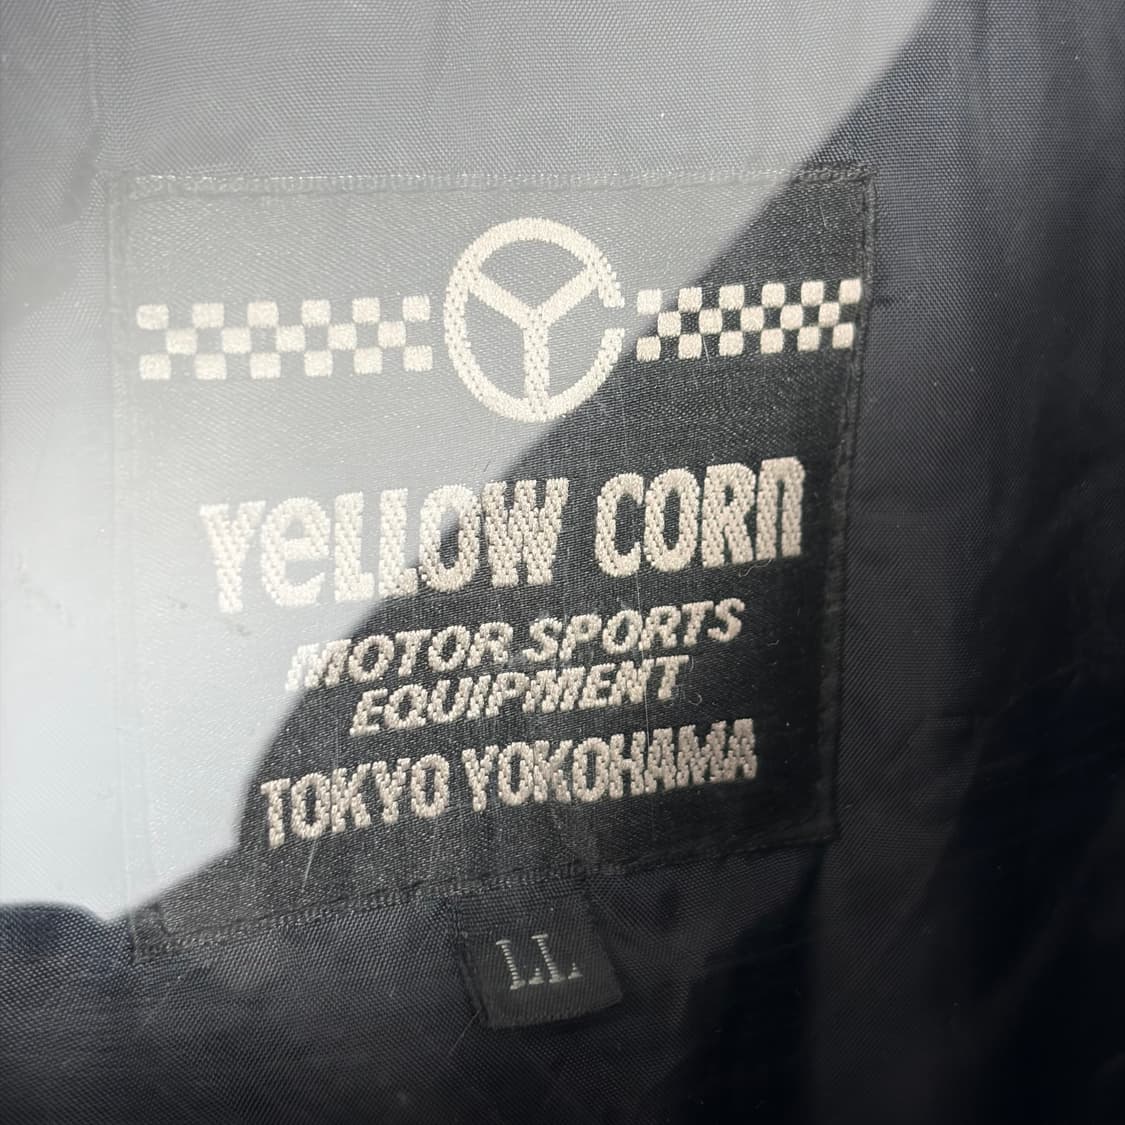 YeLLOW CORn
MOTOR SPORTS
EQUIPMENT
TOKYO YOKOHAMA
LL